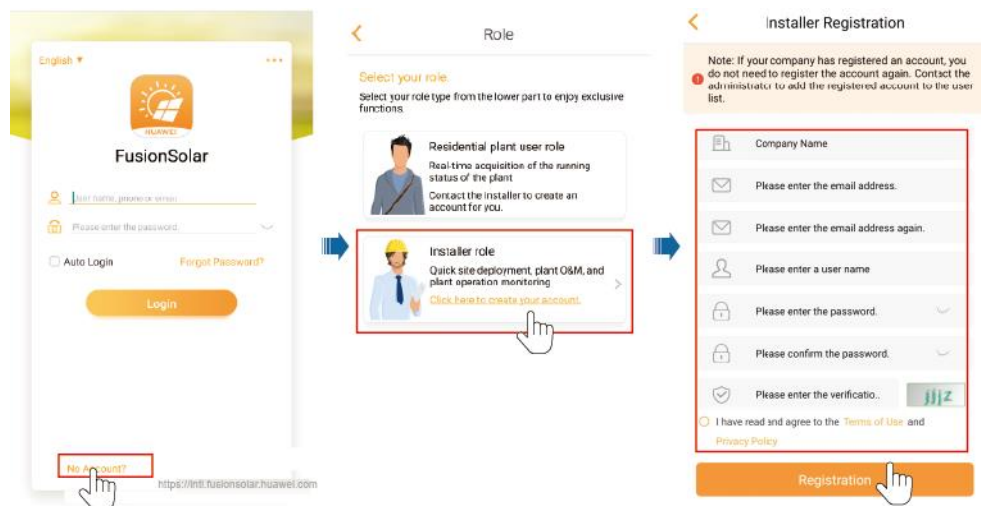 English ▼
HUAWEI
FusionSolar
User name, phone or email
Please enter the password.
Auto Login
Forgot Password?
Login
No Account?
https://intl.fusionsolar.huawei.com
Role
Select your role.
Select your role type from the lower part to enjoy exclusive
functions.
Residential plant user role
Real-time acquisition of the running
status of the plant
Contact the installer to create an
account for you.
Installer role
Quick site deployment, plant O&M, and
plant operation monitoring
Click here to create your account.
Installer Registration
Note: If your company has registered an account, you
do not need to register the account again. Contact the
administrator to add the registered account to the user
list.
Company Name
Please enter the email address.
Please enter the email address again.
Please enter a user name
Please enter the password.
Please confirm the password.
Please enter the verificatio..
jjjz
I have read and agree to the Terms of Use and
Privacy Policy
Registration